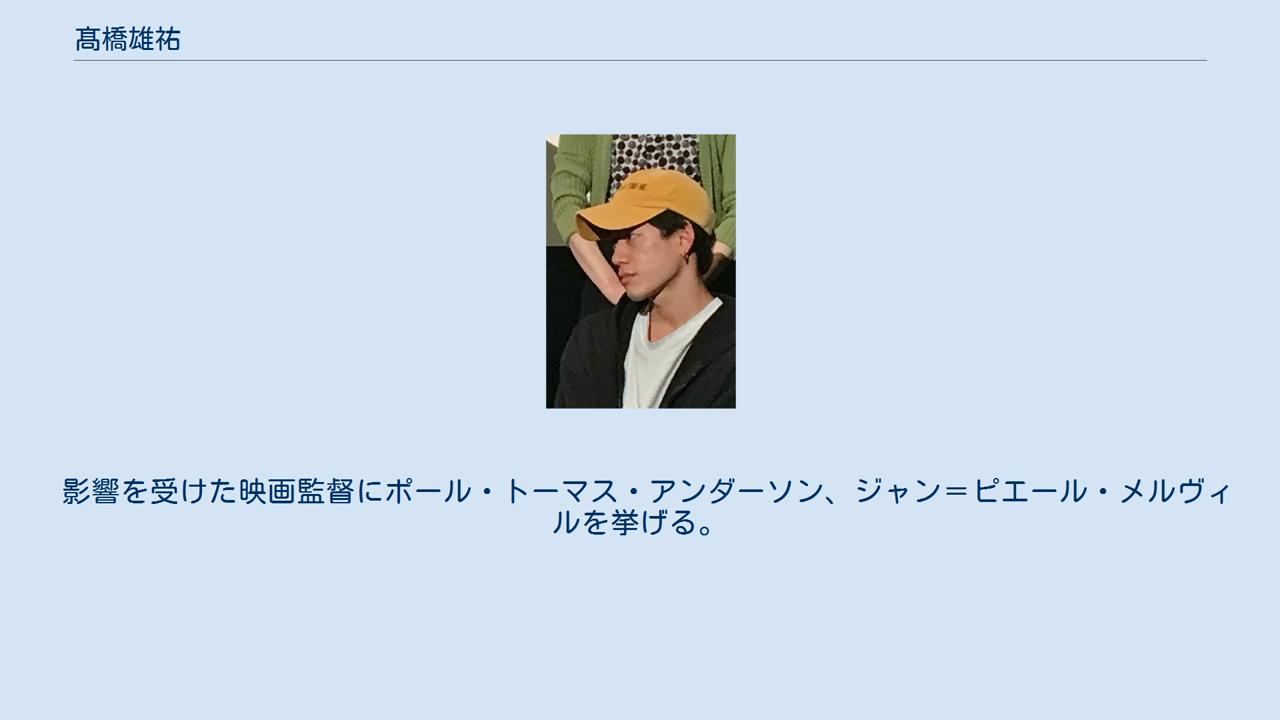 髙橋雄祐
影響を受けた映画監督にポール・トーマス・アンダーソン、ジャン＝ピエール・メルヴィ
ルを挙げる。